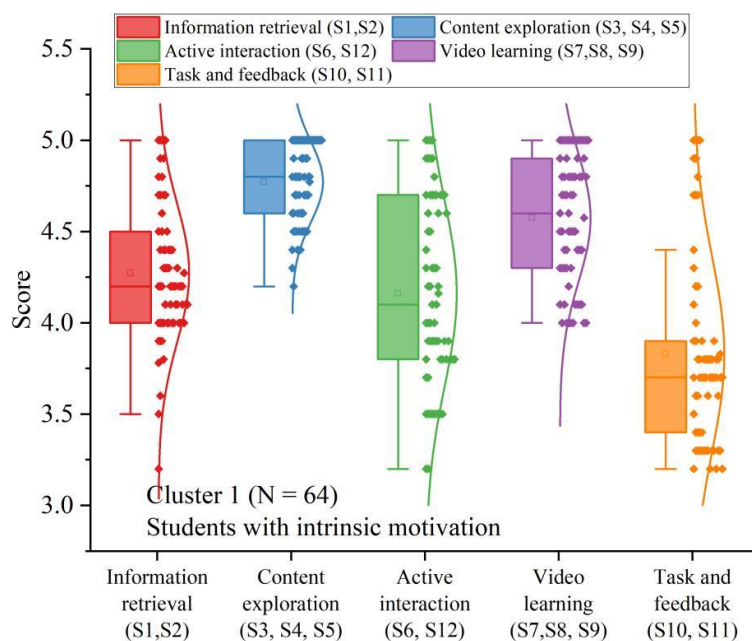 Information retrieval (S1,S2) Content exploration (S3, S4, S5)
Active interaction (S6, S12) Video learning (S7,S8, S9)
Task and feedback (S10, S11)
5.5
5.0
4.5
4.0
3.5
3.0
Score
Cluster 1 (N = 64)
Students with intrinsic motivation
Information retrieval (S1,S2)
Content exploration (S3, S4, S5)
Active interaction (S6, S12)
Video learning (S7,S8, S9)
Task and feedback (S10, S11)